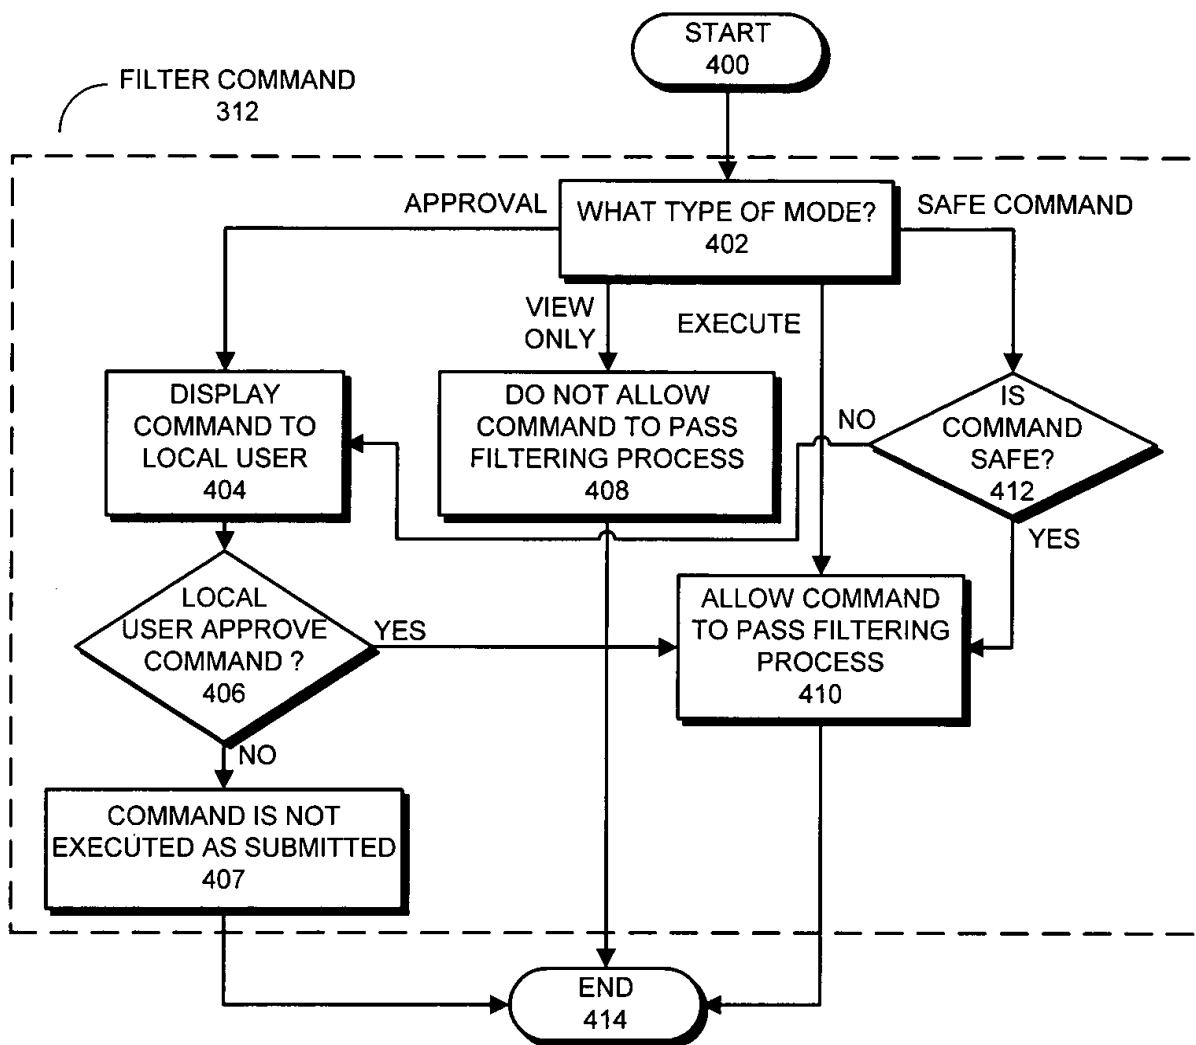 START
400
FILTER COMMAND
312
APPROVAL
WHAT TYPE OF MODE?
402
SAFE COMMAND
VIEW
ONLY
EXECUTE
DISPLAY
COMMAND TO
LOCAL USER
404
DO NOT ALLOW
COMMAND TO PASS
FILTERING PROCESS
408
NO
IS
COMMAND
SAFE?
412
YES
LOCAL
USER APPROVE
COMMAND ?
406
YES
ALLOW COMMAND
TO PASS FILTERING
PROCESS
410
NO
COMMAND IS NOT
EXECUTED AS SUBMITTED
407
END
414